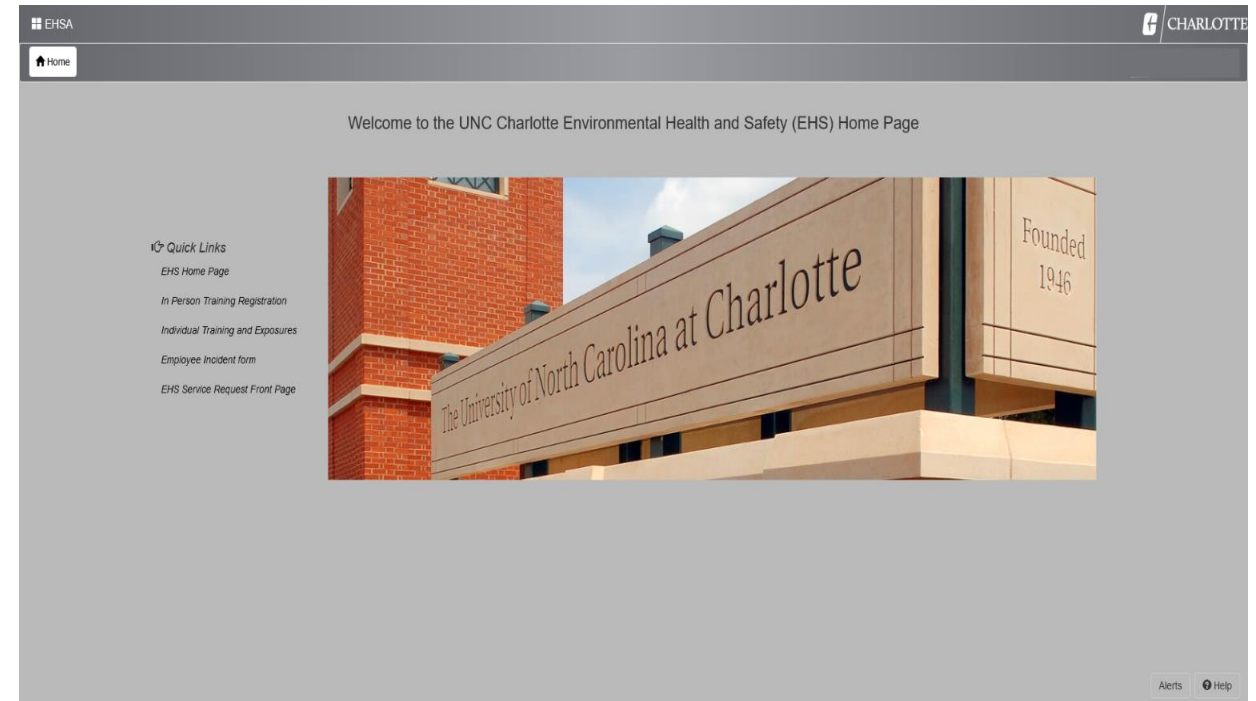 EHSA
CHARLOTTE
Home
Welcome to the UNC Charlotte Environmental Health and Safety (EHS) Home Page
Quick Links
EHS Home Page
In Person Training Registration
Individual Training and Exposures
Employee Incident form
EHS Service Request Front Page
The University of North Carolina at Charlotte
Founded
1946
Alerts
Help